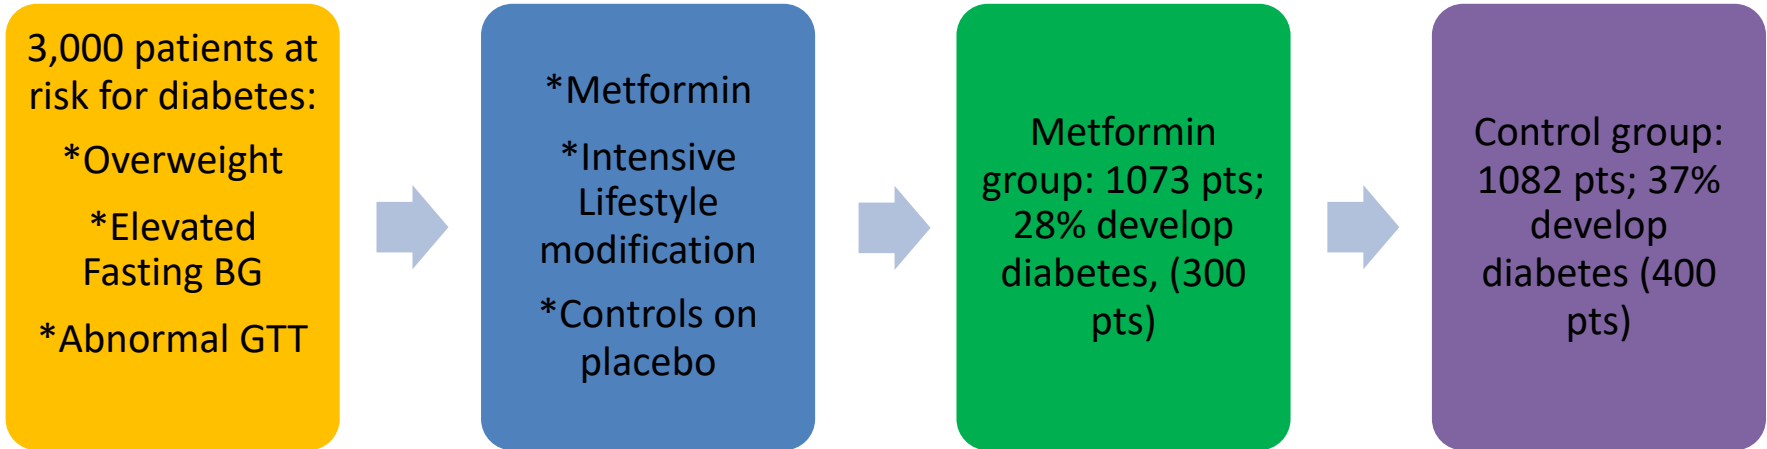 3,000 patients at
risk for diabetes:
*Overweight
*Elevated
Fasting BG
*Abnormal GTT
*Metformin
*Intensive
Lifestyle
modification
*Controls on
placebo
Metformin
group: 1073 pts;
28% develop
diabetes, (300
pts)
Control group:
1082 pts; 37%
develop
diabetes (400
pts)